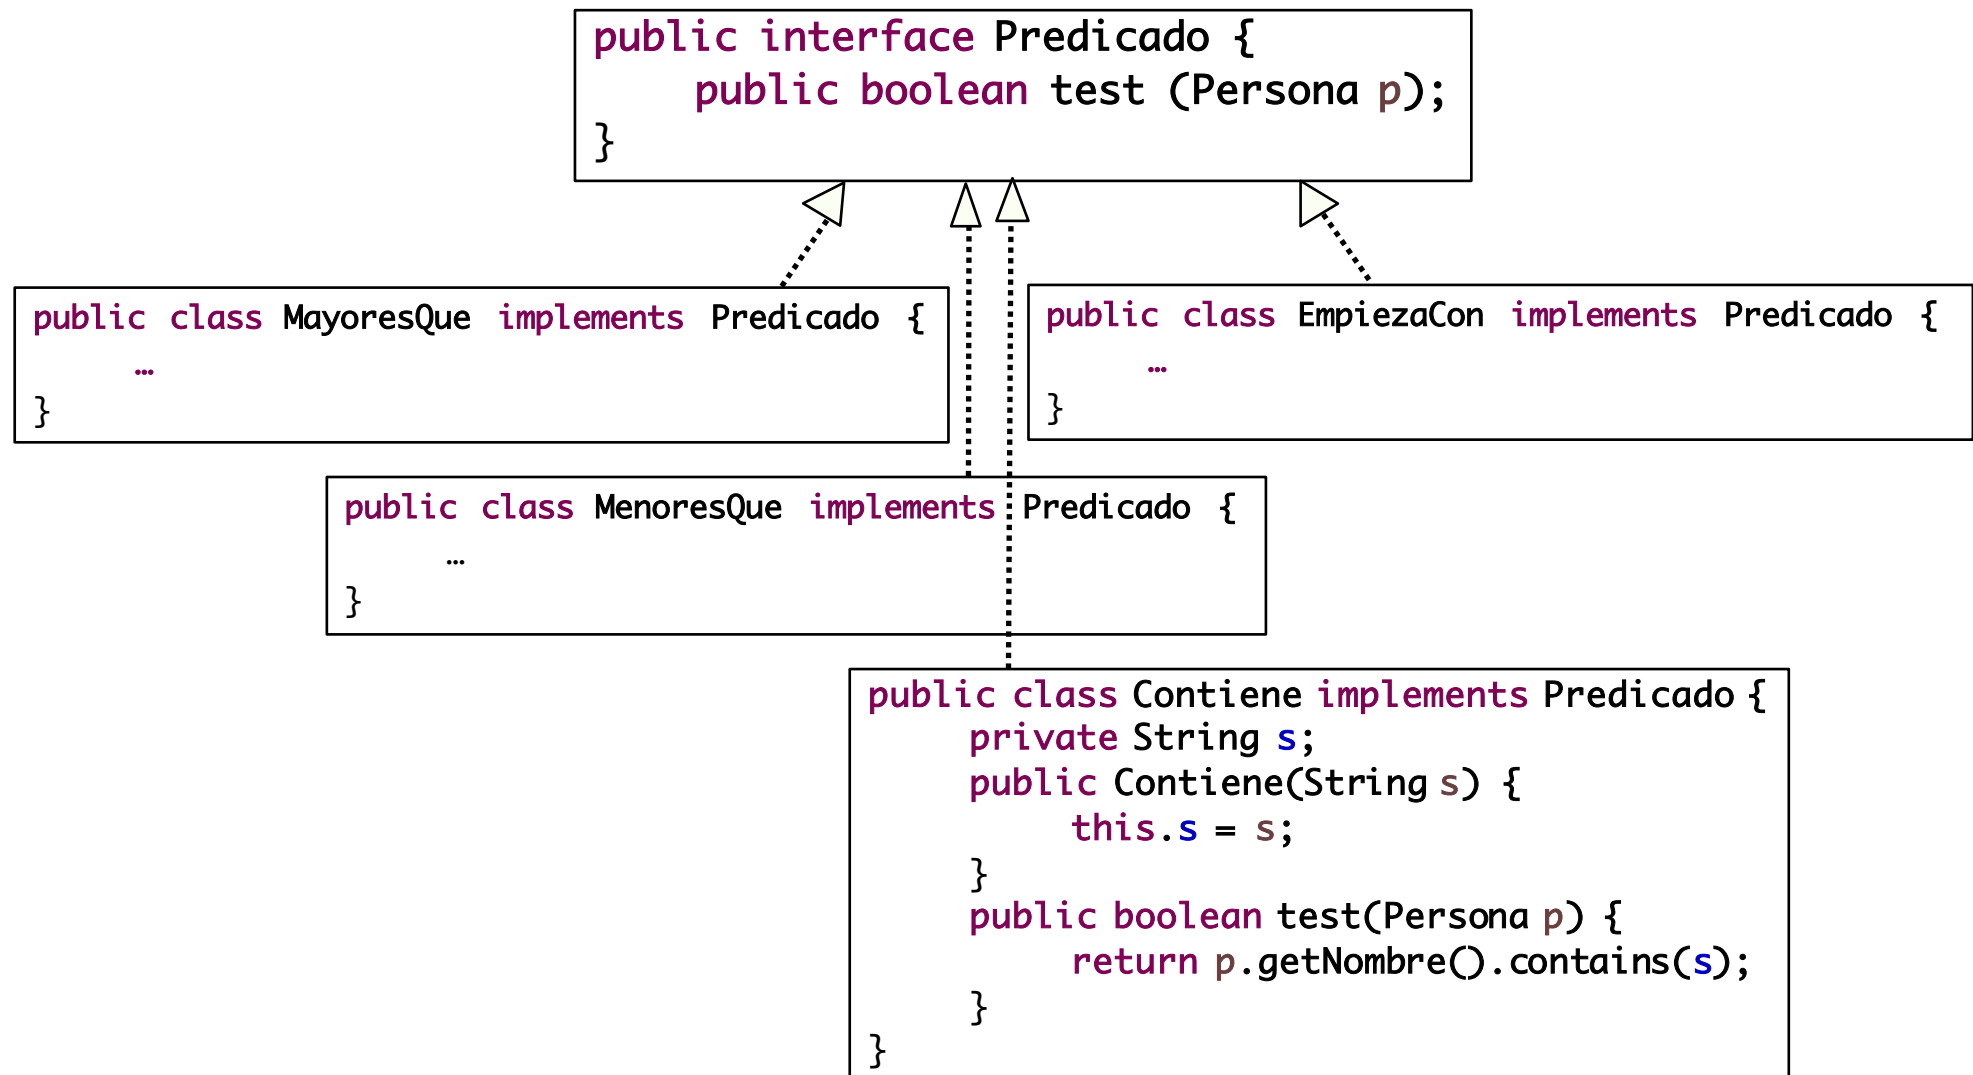 public interface Predicado {
public boolean test (Persona p);
}
public class MayoresQue implements Predicado {
…
}
public class EmpiezaCon implements Predicado {
…
}
public class MenoresQue implements Predicado {
…
}
public class Contiene implements Predicado {
private String s;
public Contiene(String s) {
this.s = s;
}
public boolean test(Persona p) {
return p.getNombre().contains(s);
}
}